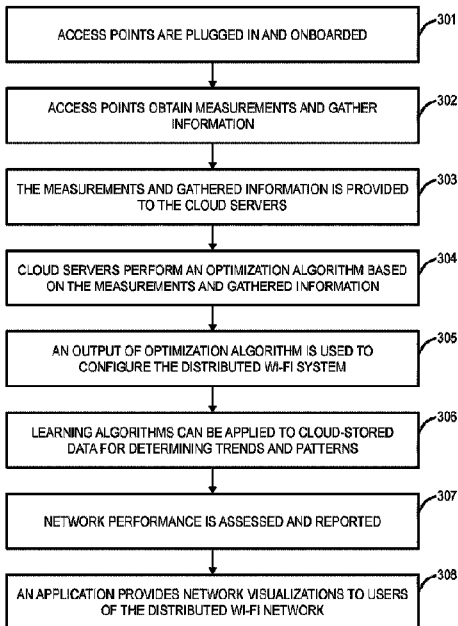 ACCESS POINTS ARE PLUGGED IN AND ONBOARDED
301
ACCESS POINTS OBTAIN MEASUREMENTS AND GATHER
INFORMATION
302
THE MEASUREMENTS AND GATHERED INFORMATION IS PROVIDED
TO THE CLOUD SERVERS
303
CLOUD SERVERS PERFORM AN OPTIMIZATION ALGORITHM BASED
ON THE MEASUREMENTS AND GATHERED INFORMATION
304
AN OUTPUT OF OPTIMIZATION ALGORITHM IS USED TO
CONFIGURE THE DISTRIBUTED WI-FI SYSTEM
305
LEARNING ALGORITHMS CAN BE APPLIED TO CLOUD-STORED
DATA FOR DETERMINING TRENDS AND PATTERNS
306
NETWORK PERFORMANCE IS ASSESSED AND REPORTED
307
AN APPLICATION PROVIDES NETWORK VISUALIZATIONS TO USERS
OF THE DISTRIBUTED WI-FI NETWORK
308